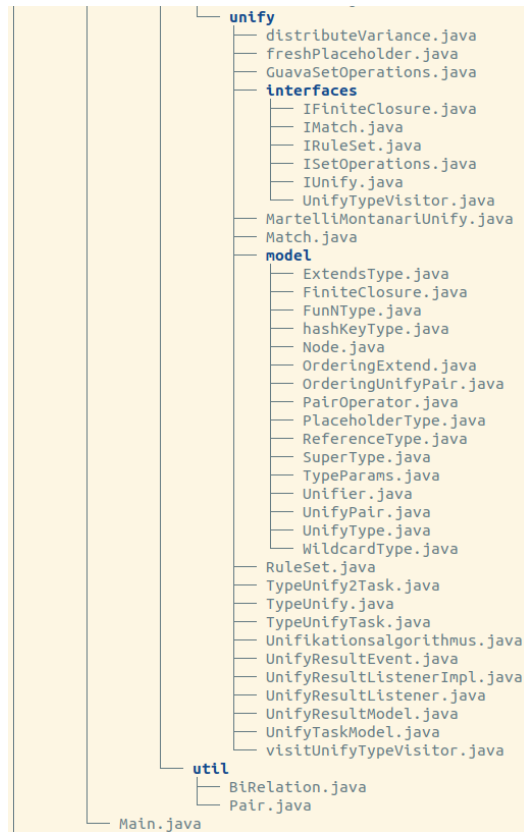 unify
distributeVariance.java
freshPlaceholder.java
GuavaSetOperations.java
interfaces
IFiniteClosure.java
IMatch.java
IRuleSet.java
ISetOperations.java
IUnify.java
UnifyTypeVisitor.java
MartelliMontanariUnify.java
Match.java
model
ExtendsType.java
FiniteClosure.java
FunNType.java
hashKeyType.java
Node.java
OrderingExtend.java
OrderingUnifyPair.java
PairOperator.java
PlaceholderType.java
ReferenceType.java
SuperType.java
TypeParams.java
Unifier.java
UnifyPair.java
UnifyType.java
WildcardType.java
RuleSet.java
TypeUnify2Task.java
TypeUnify.java
TypeUnifyTask.java
Unifikationsalgorithmus.java
UnifyResultEvent.java
UnifyResultListenerImpl.java
UnifyResultListener.java
UnifyResultModel.java
UnifyTaskModel.java
visitUnifyTypeVisitor.java
util
BiRelation.java
Pair.java
Main.java